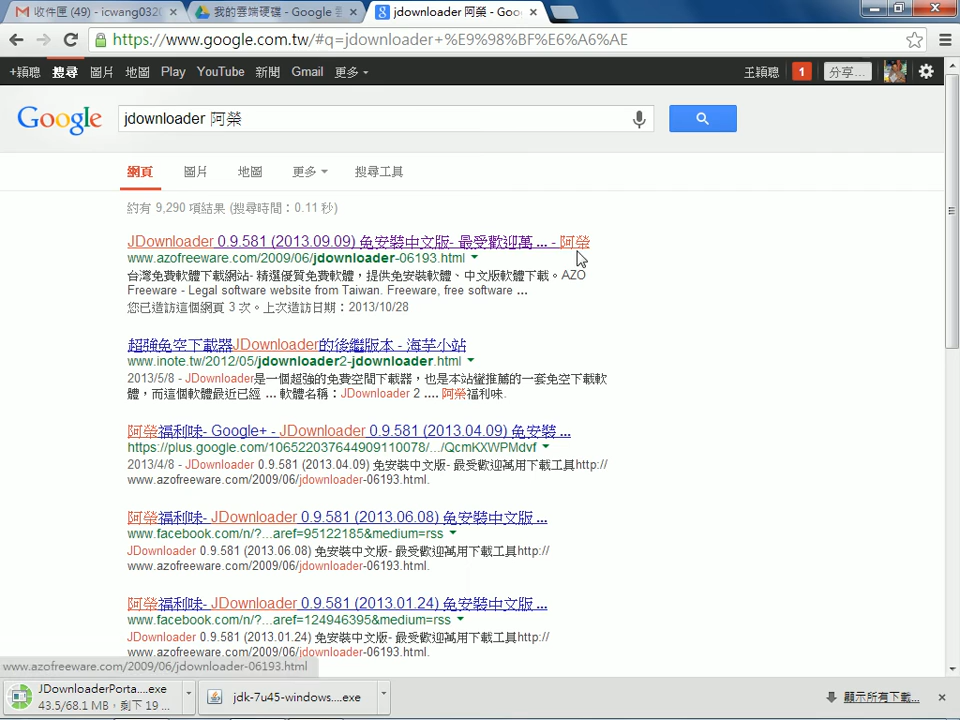 收件匣 (49) - icwang032
我的雲端硬碟 - Google 雲
jdownloader 阿榮 - Goo
https://www.google.com.tw/#q=jdownloader+%E9%98%BF%E6%A6%AE
+穎聰 搜尋 圖片 地圖 Play YouTube 新聞 Gmail 更多
王穎聰 1 分享...
Google
jdownloader 阿榮
網頁 圖片 地圖 更多 搜尋工具
約有 9,290 項結果 (搜尋時間：0.11 秒)
JDownloader 0.9.581 (2013.09.09) 免安裝中文版- 最受歡迎萬 ... - 阿榮
www.azofreeware.com/2009/06/jdownloader-06193.html
台灣免費軟體下載網站- 精選優質免費軟體，提供免安裝軟體、中文版軟體下載。AZO
Freeware - Legal software website from Taiwan. Freeware, free software ...
您已造訪這個網頁 3 次。上次造訪日期：2013/10/28
超強免空下載器JDownloader的後繼版本 - 海芋小站
www.inote.tw/2012/05/jdownloader2-jdownloader.html
2013/5/8 - JDownloader是一個超強的免費空間下載器，也是本站蠻推薦的一套免空下載軟
體，而這個軟體最近已經 ... 軟體名稱：JDownloader 2 .... 阿榮福利味.
阿榮福利味- Google+ - JDownloader 0.9.581 (2013.04.09) 免安裝 ...
https://plus.google.com/106522037644909110078/.../QcmKXWPMdvf
2013/4/8 - JDownloader 0.9.581 (2013.04.09) 免安裝中文版- 最受歡迎萬用下載工具http://
www.azofreeware.com/2009/06/jdownloader-06193.html.
阿榮福利味- JDownloader 0.9.581 (2013.06.08) 免安裝中文版 ...
www.facebook.com/n/?...aref=95122185&medium=rss
JDownloader 0.9.581 (2013.06.08) 免安裝中文版- 最受歡迎萬用下載工具http://
www.azofreeware.com/2009/06/jdownloader-06193.html.
阿榮福利味- JDownloader 0.9.581 (2013.01.24) 免安裝中文版 ...
www.facebook.com/n/?...aref=124946395&medium=rss
JDownloader 0.9.581 (2013.01.24) 免安裝中文版- 最受歡迎萬用下載工具http://
www.azofreeware.com/2009/06/jdownloader-06193.html.
www.azofreeware.com/2009/06/jdownloader-06193.html
JDownloaderPorta....exe
43.5/68.1 MB，剩下 19 ...
jdk-7u45-windows....exe
顯示所有下載...